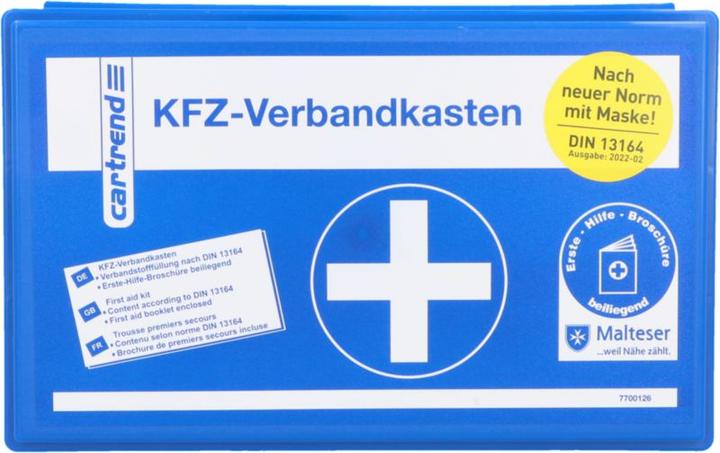 cartrend
KFZ-Verbandkasten
Nach
neuer Norm
mit Maske!
DIN 13164
Ausgabe: 2022-02
DE
KFZ-Verbandkasten
• Verbandstofffüllung nach DIN 13164
• Erste-Hilfe-Broschüre beiliegend
GB
First aid kit
• Content according to DIN 13164
• First aid booklet enclosed
FR
Trousse premiers secours
• Contenu selon norme DIN 13164
• Brochure de premiers secours incluse
Erste - Hilfe - Broschüre
beiliegend
Malteser
...weil Nähe zählt.
7700126